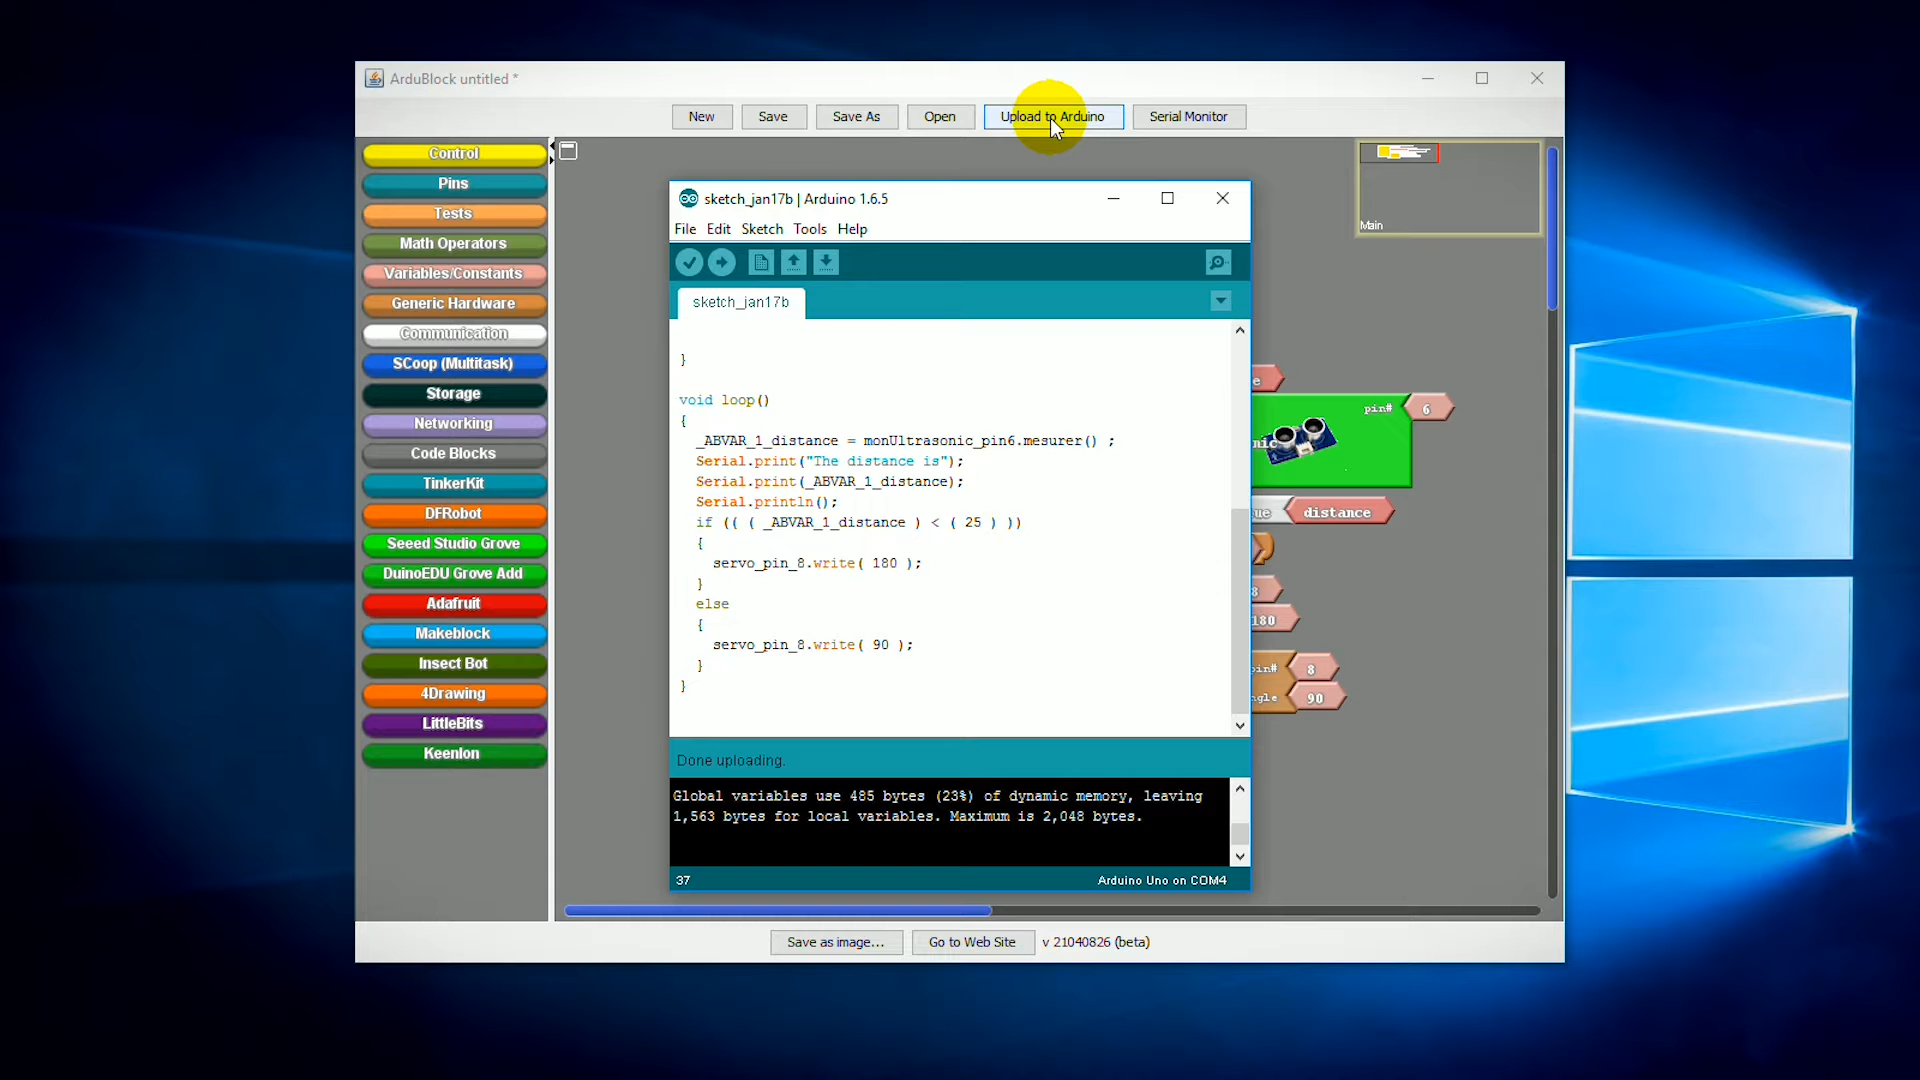 ArduBlock untitled *
New Save Save As Open Upload to Arduino Serial Monitor
Control
Pins
Tests
Math Operators
Variables/Constants
Generic Hardware
Communication
SCoop (Multitask)
Storage
Networking
Code Blocks
TinkerKit
DFRobot
Seeed Studio Grove
DuinoEDU Grove Add
Adafruit
Makeblock
Insect Bot
4Drawing
LittleBits
Keenlon
Main
sketch_jan17b | Arduino 1.6.5
File Edit Sketch Tools Help
sketch_jan17b
}
void loop()
{
_ABVAR_1_distance = monUltrasonic_pin6.mesurer() ;
Serial.print("The distance is");
Serial.print(_ABVAR_1_distance);
Serial.println();
if (( ( _ABVAR_1_distance ) < ( 25 ) ))
{
servo_pin_8.write( 180 );
}
else
{
servo_pin_8.write( 90 );
}
}
Done uploading.
Global variables use 485 bytes (23%) of dynamic memory, leaving
1,563 bytes for local variables. Maximum is 2,048 bytes.
37 Arduino Uno on COM4
e
pin# 6
nic
ue distance
8
180
pin# 8
ngle 90
Save as image... Go to Web Site v 21040826 (beta)